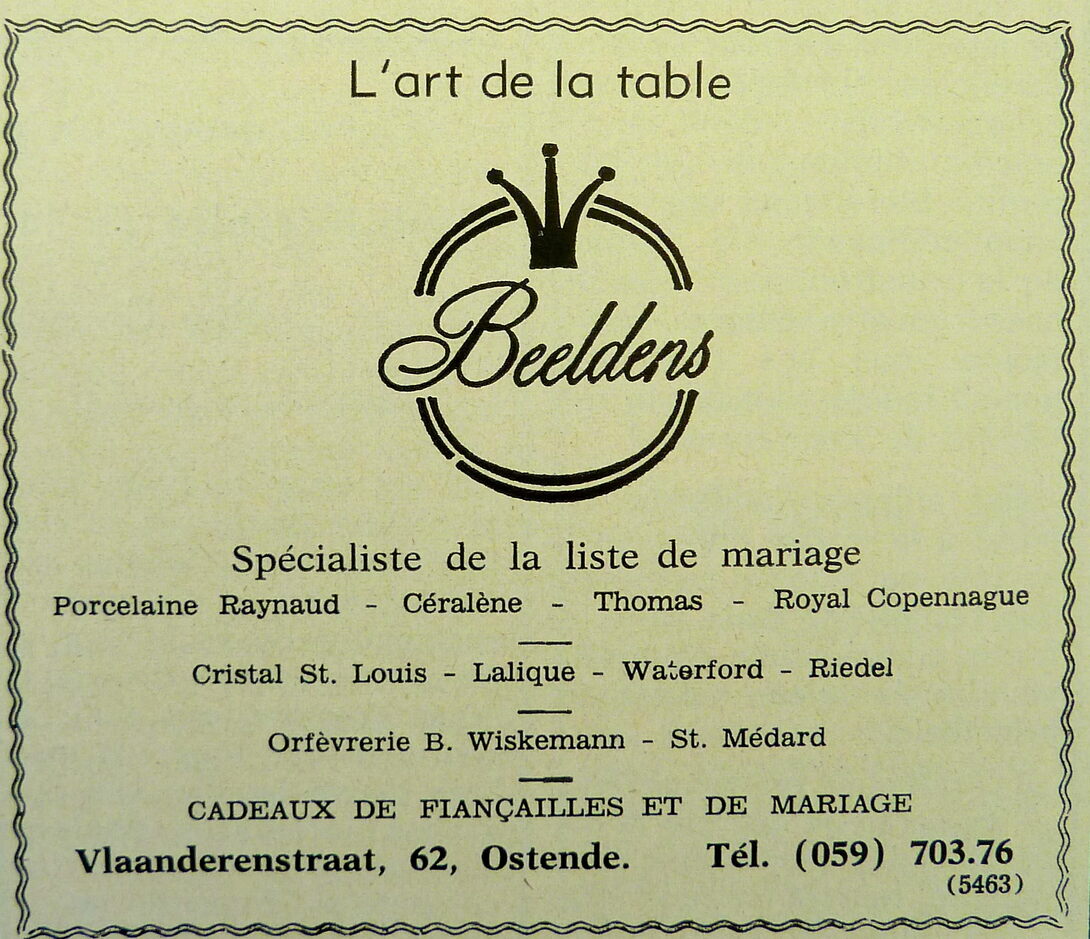 L'art de la table
Beeldens
Spécialiste de la liste de mariage
Porcelaine Raynaud - Céralène - Thomas - Royal Copennague
Cristal St. Louis - Lalique - Waterford - Riedel
Orfèvrerie B. Wiskemann - St. Médard
CADEAUX DE FIANÇAILLES ET DE MARIAGE
Vlaanderenstraat, 62, Ostende. Tél. (059) 703.76
(5463)